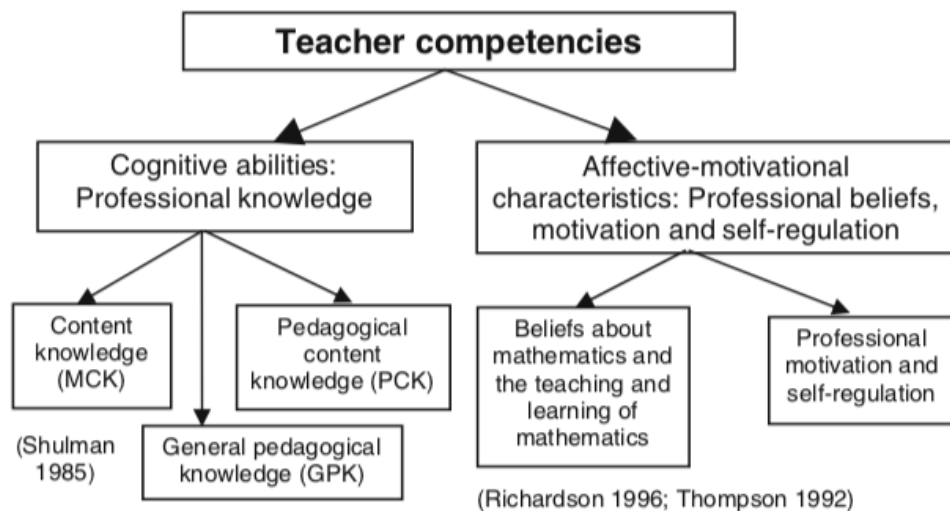 Teacher competencies
Cognitive abilities:
Professional knowledge
Affective-motivational
characteristics: Professional beliefs,
motivation and self-regulation
Content
knowledge
(MCK)
Pedagogical
content
knowledge (PCK)
Beliefs about
mathematics and
the teaching and
learning of
mathematics
Professional
motivation and
self-regulation
(Shulman
1985)
General pedagogical
knowledge (GPK)
(Richardson 1996; Thompson 1992)